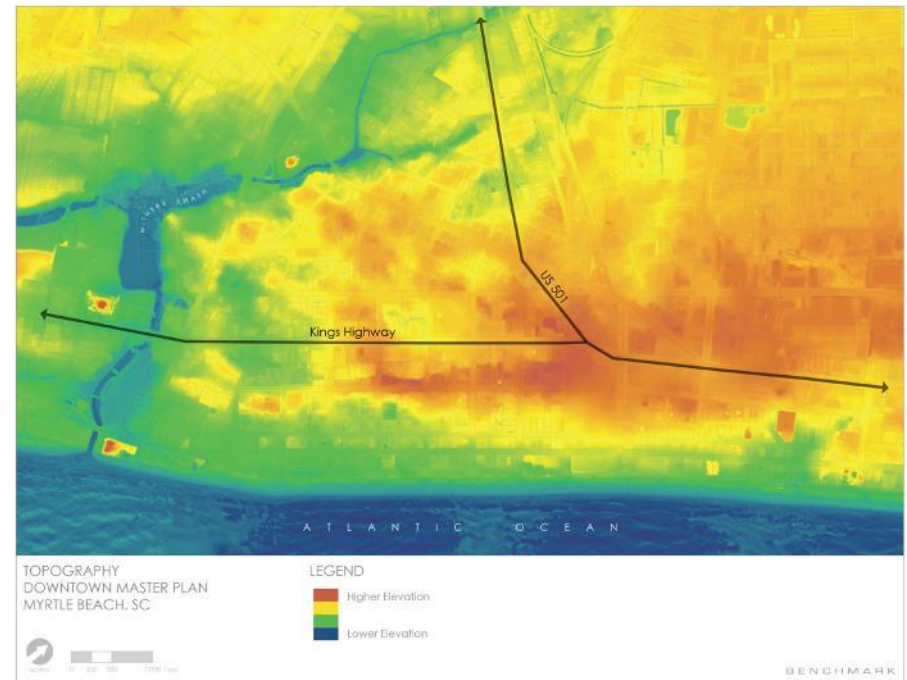 US 501
Kings Highway
WITHERS SWASH
ATLANTIC OCEAN
TOPOGRAPHY
DOWNTOWN MASTER PLAN
MYRTLE BEACH, SC
LEGEND
Higher Elevation
Lower Elevation
BENCHMARK